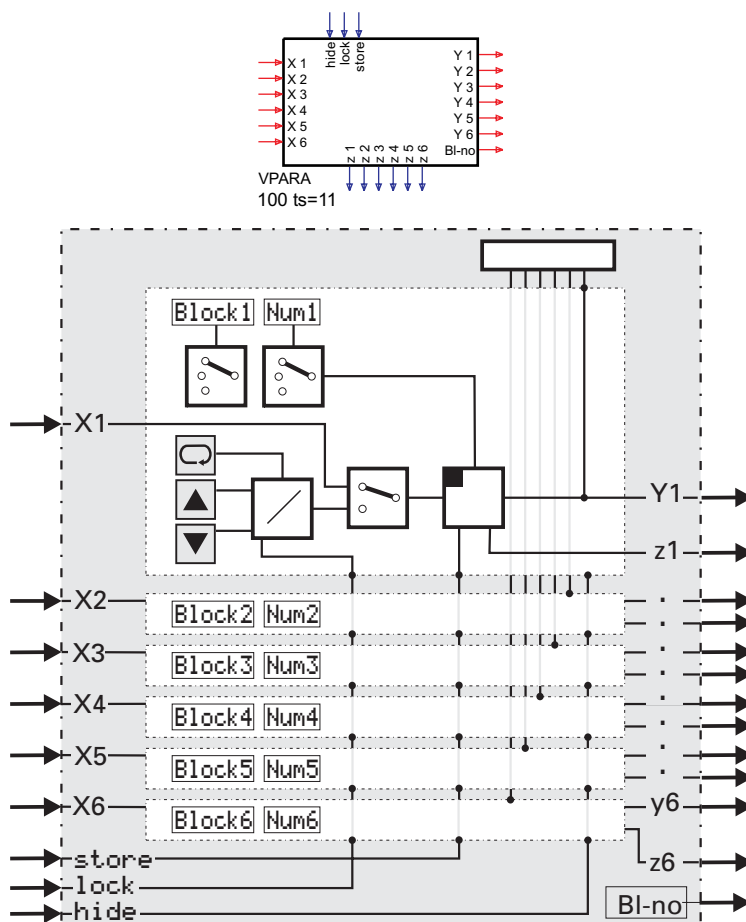 hide lock store
X 1 Y 1
X 2 Y 2
X 3 Y 3
X 4 Y 4
X 5 Y 5
X 6 Y 6
Bl-no
z 1 z 2 z 3 z 4 z 5 z 6
VPARA
100 ts=11
Block1 Num1
X1
Y1
z1
X2 Block2 Num2
X3 Block3 Num3
X4 Block4 Num4
X5 Block5 Num5
X6 Block6 Num6 y6
store z6
lock
hide Bl-no